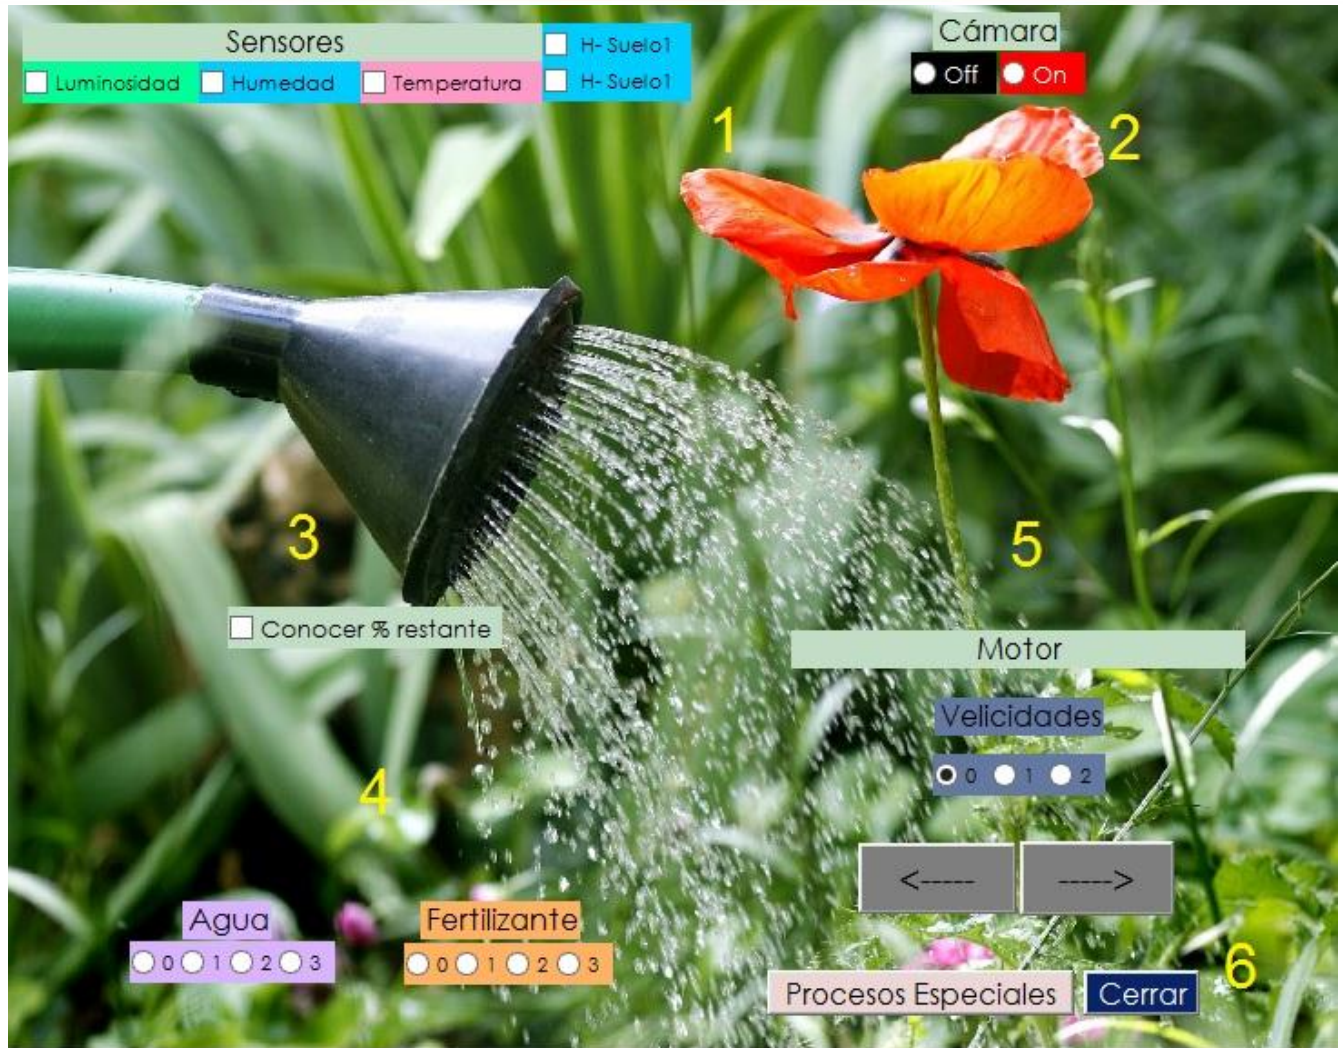 Sensores
H- Suelo1
Luminosidad
Humedad
Temperatura
H- Suelo1
Cámara
Off
On
1
2
3
5
Conocer % restante
Motor
Velicidades
0 1 2
4
<----- ----->
Agua
Fertilizante
0 1 2 3
0 1 2 3
6
Procesos Especiales
Cerrar